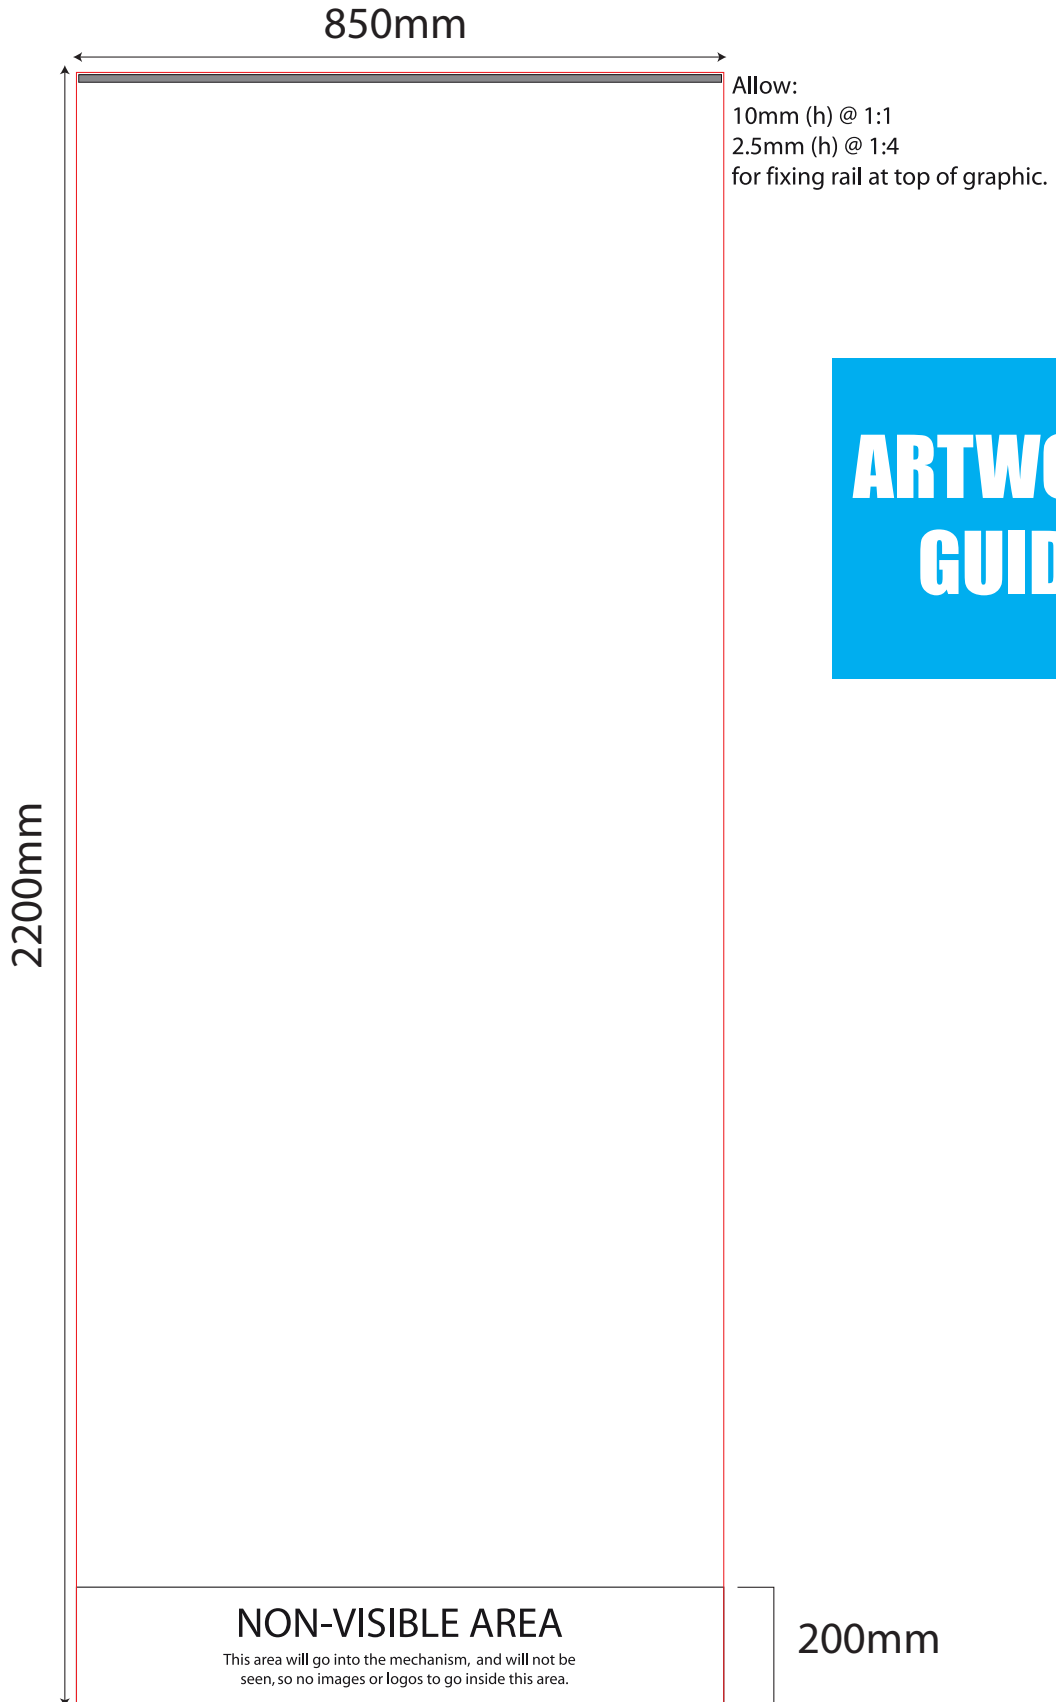 850mm
Allow:
10mm (h) @ 1:1
2.5mm (h) @ 1:4
for fixing rail at top of graphic.
2200mm
NON-VISIBLE AREA
This area will go into the mechanism, and will not be
seen, so no images or logos to go inside this area.
200mm